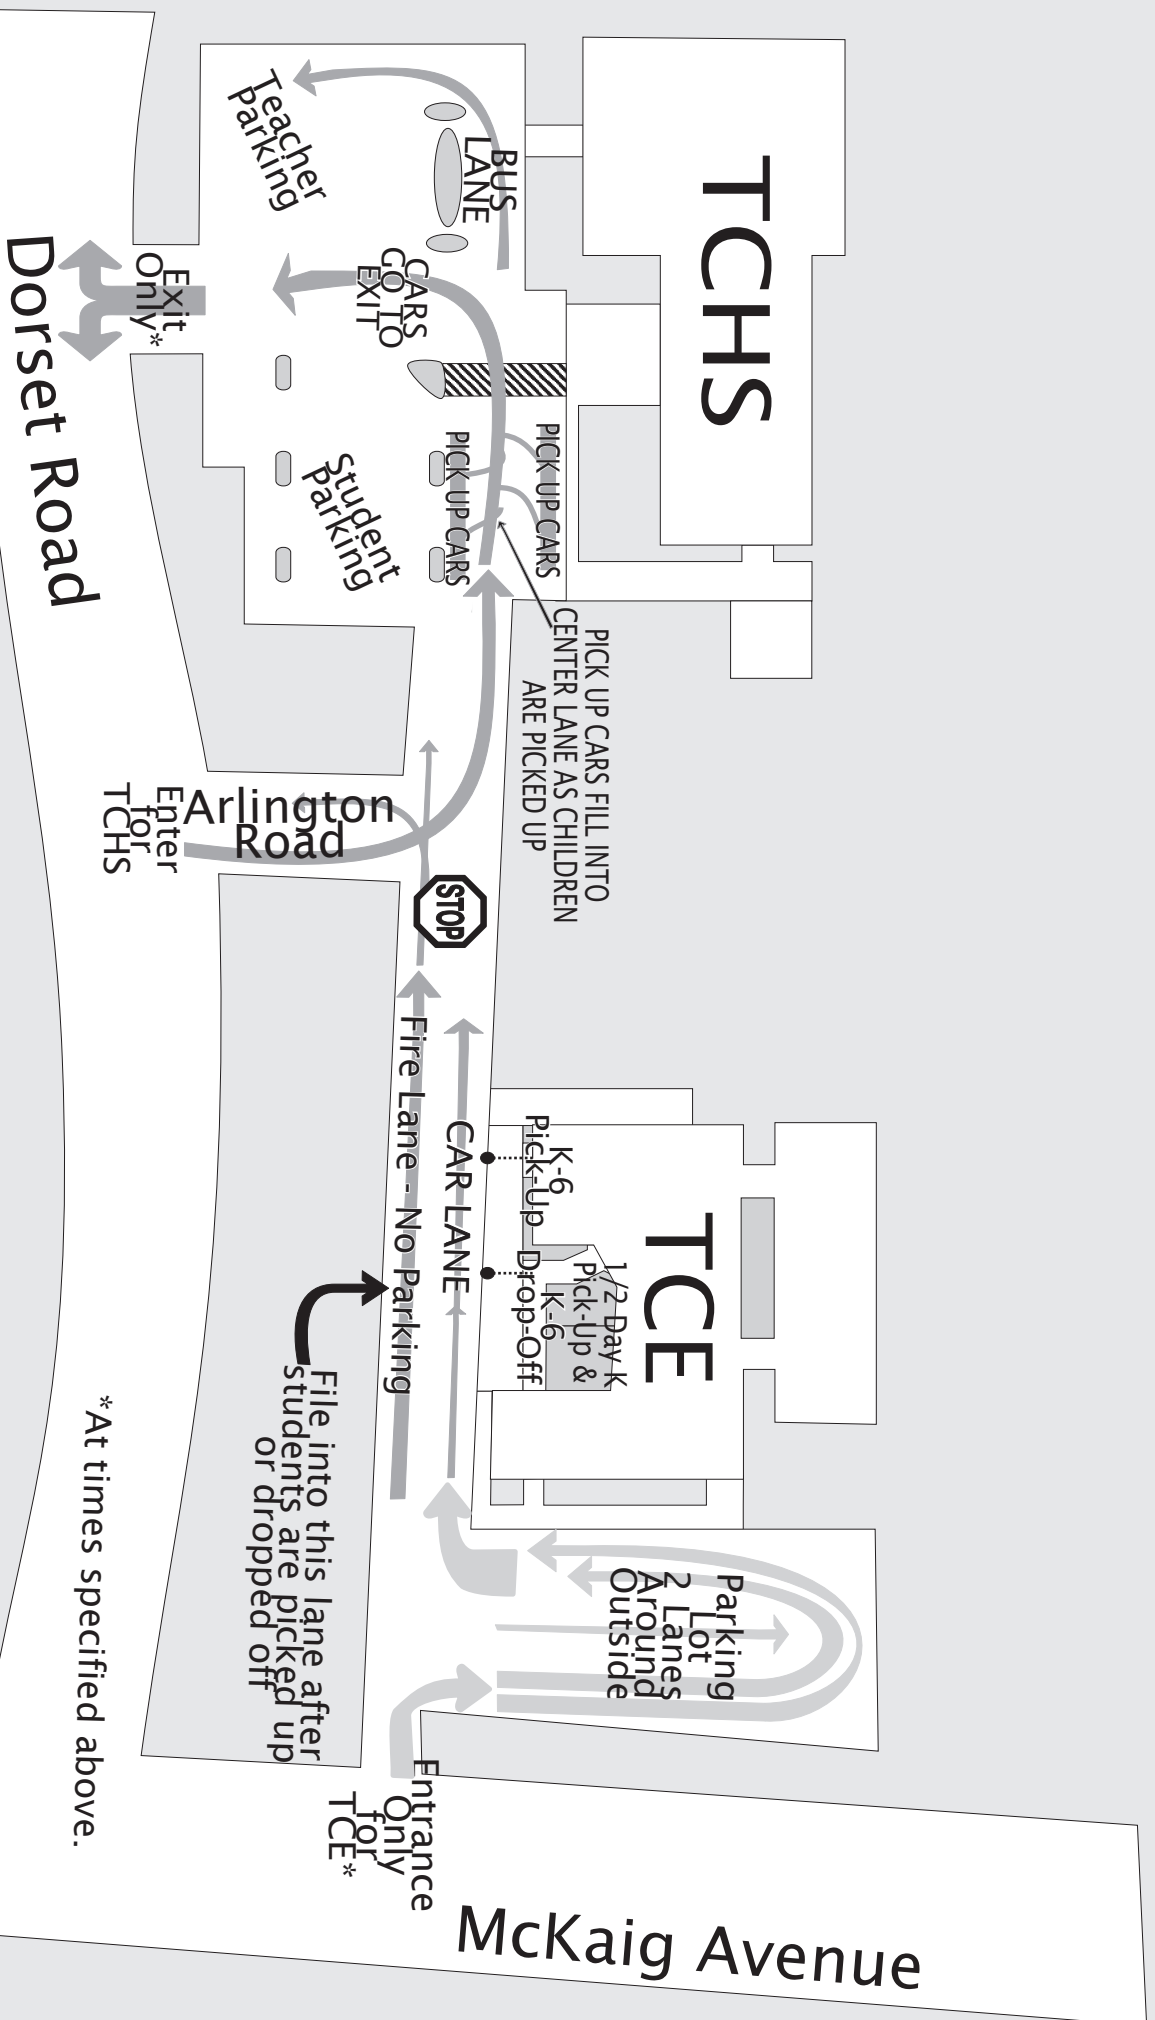 TCHS
TCE
BUS
LANE
Teacher
Parking
CARS
GO TO
EXIT
Exit
Only*
Dorset Road
PICK UP CARS
PICK UP CARS
Student
Parking
PICK UP CARS FILL INTO
CENTER LANE AS CHILDREN
ARE PICKED UP
Arlington
Road
Enter
for
TCHS
STOP
Fire Lane - No Parking
CAR LANE
K-6
Pick-Up
1/2 Day K
Pick-Up &
K-6
Drop-Off
File into this lane after
students are picked up
or dropped off
Parking
Lot
2 Lanes
Around
Outside
Entrance
Only
for
TCE*
McKaig Avenue
*At times specified above.